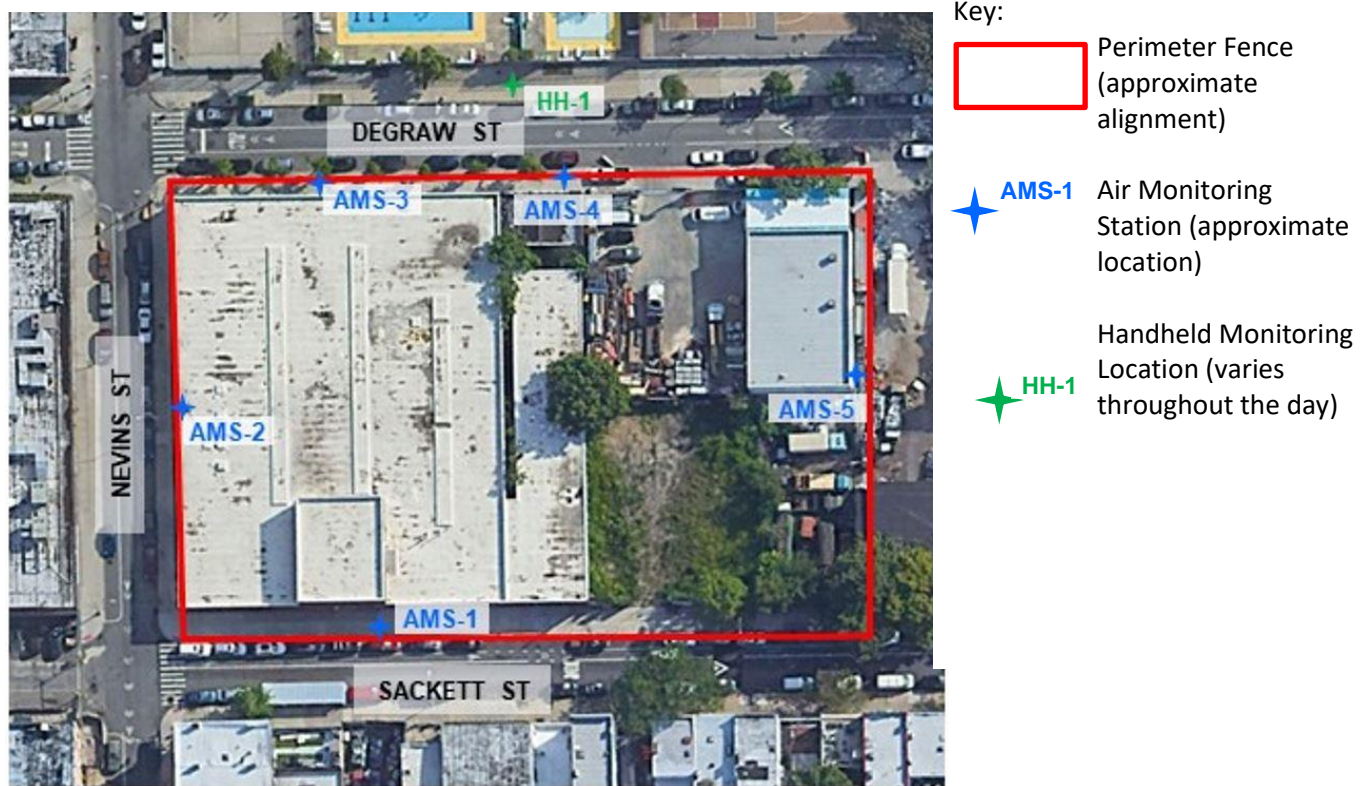 Key:
Perimeter Fence
(approximate
alignment)
AMS-1
Air Monitoring
Station (approximate
location)
HH-1
Handheld Monitoring
Location (varies
throughout the day)
HH-1
DEGRAW ST
AMS-3
AMS-4
AMS-2
AMS-5
NEVINS ST
AMS-1
SACKETT ST